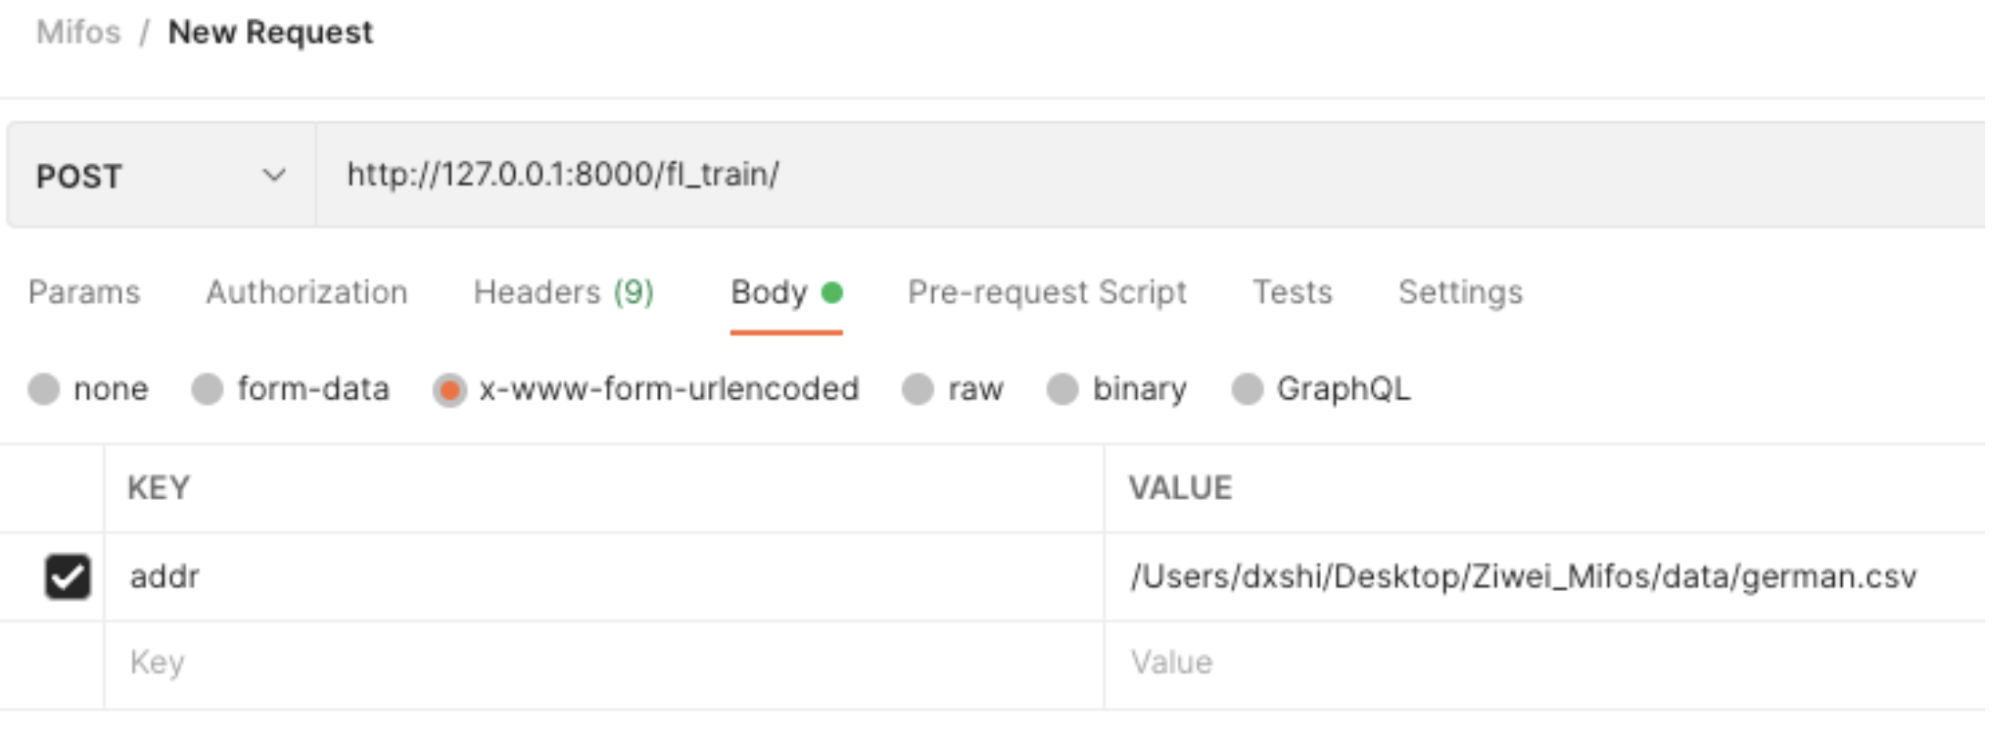 Mifos / New Request
POST http://127.0.0.1:8000/fl_train/
Params Authorization Headers (9) Body Pre-request Script Tests Settings
none form-data x-www-form-urlencoded raw binary GraphQL
KEY VALUE
addr /Users/dxshi/Desktop/Ziwei_Mifos/data/german.csv
Key Value